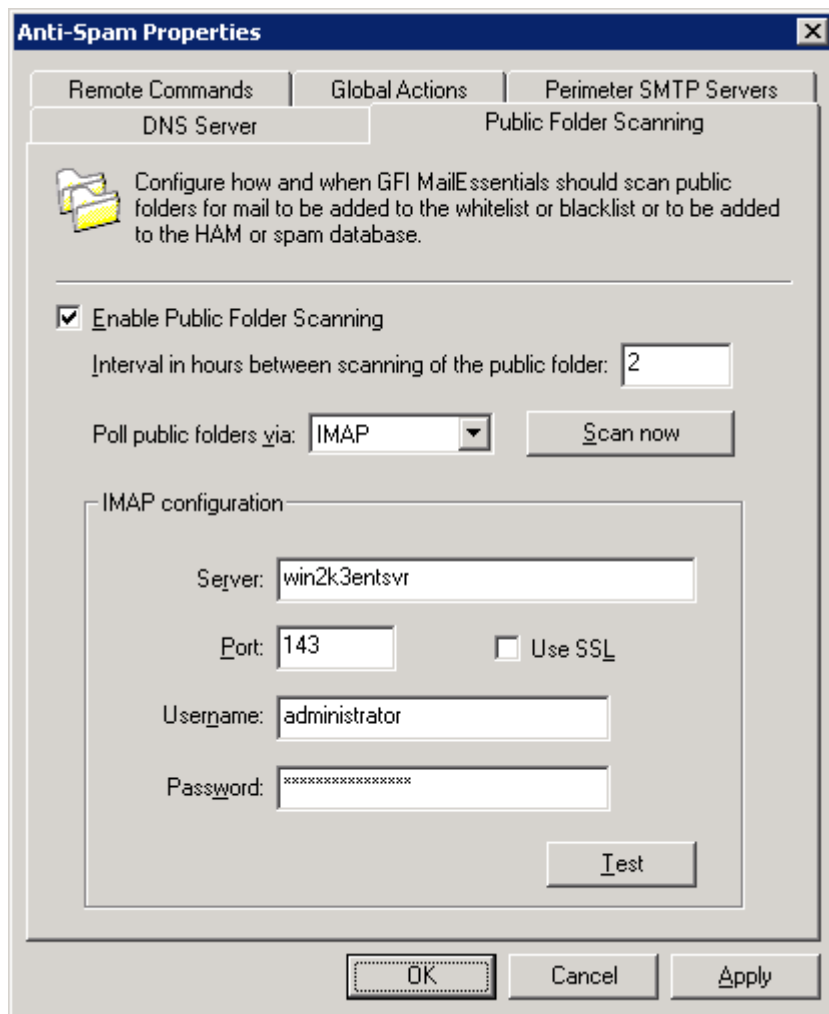 Anti-Spam Properties
Remote Commands
Global Actions
Perimeter SMTP Servers
DNS Server
Public Folder Scanning
Configure how and when GFI MailEssentials should scan public
folders for mail to be added to the whitelist or blacklist or to be added
to the HAM or spam database.
Enable Public Folder Scanning
Interval in hours between scanning of the public folder: 2
Poll public folders via: IMAP
Scan now
IMAP configuration
Server: win2k3entsvr
Port: 143
Use SSL
Username: administrator
Password: ****************
Test
OK
Cancel
Apply